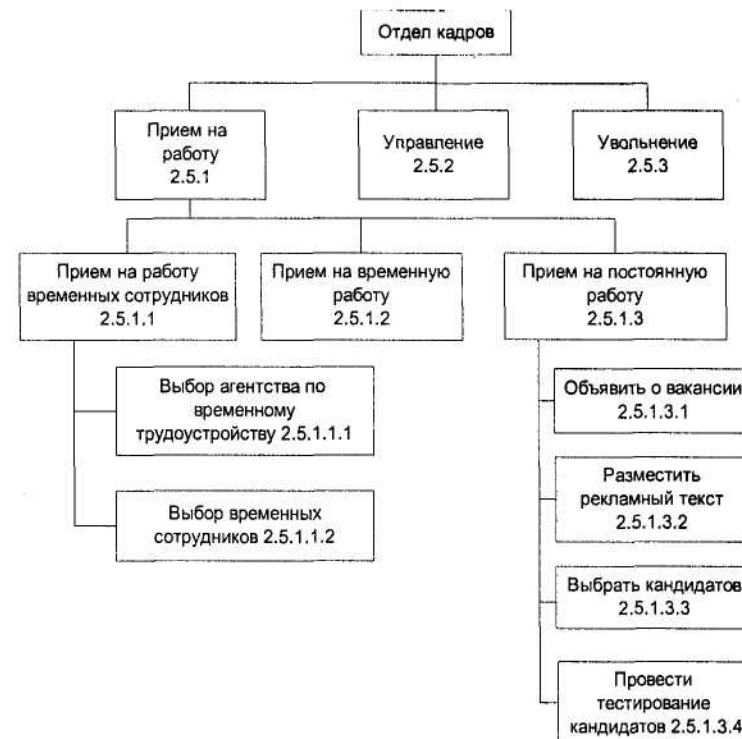 Отдел кадров
Прием на
работу
2.5.1
Управление
2.5.2
Увольнение
2.5.3
Прием на работу
временных сотрудников
2.5.1.1
Прием на временную
работу
2.5.1.2
Прием на постоянную
работу
2.5.1.3
Выбор агентства по
временному
трудоустройству 2.5.1.1.1
Выбор временных
сотрудников 2.5.1.1.2
Объявить о вакансии
2.5.1.3.1
Разместить
рекламный текст
2.5.1.3.2
Выбрать кандидатов
2.5.1.3.3
Провести
тестирование
кандидатов 2.5.1.3.4